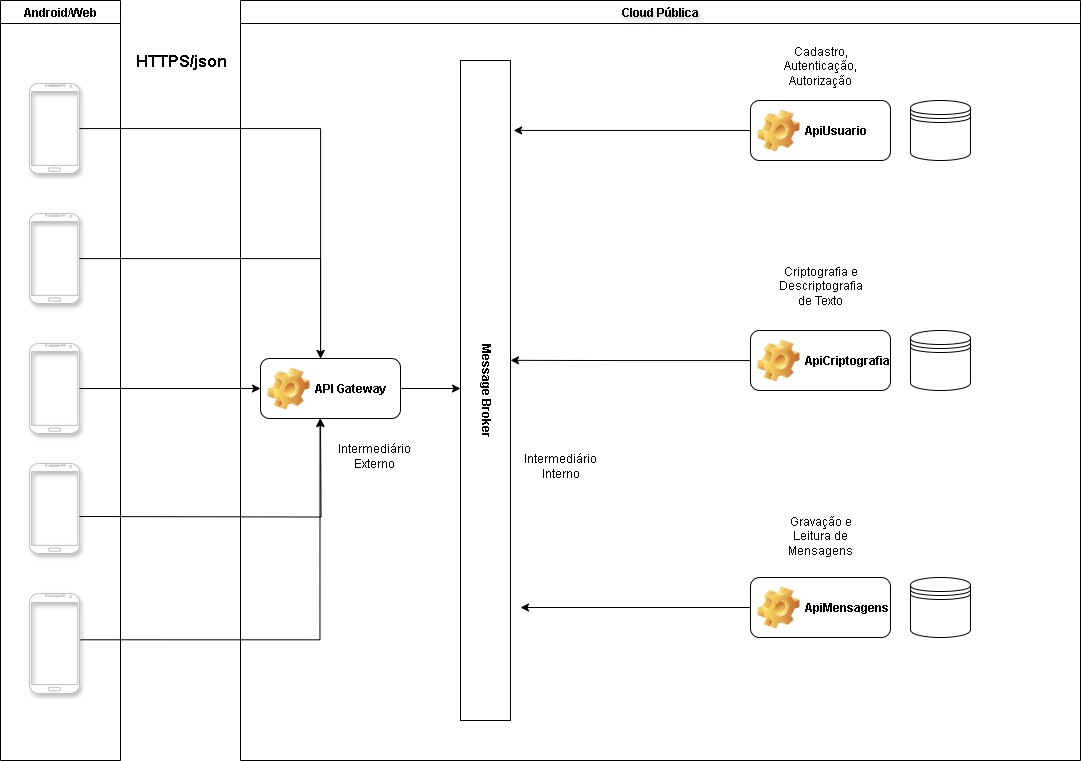 Android/Web
Cloud Pública
HTTPS/json
Cadastro,
Autenticação,
Autorização
ApiUsuario
Criptografia e
Descriptografia
de Texto
ApiCriptografia
API Gateway
Message Broker
Intermediário
Externo
Intermediário
Interno
Gravação e
Leitura de
Mensagens
ApiMensagens